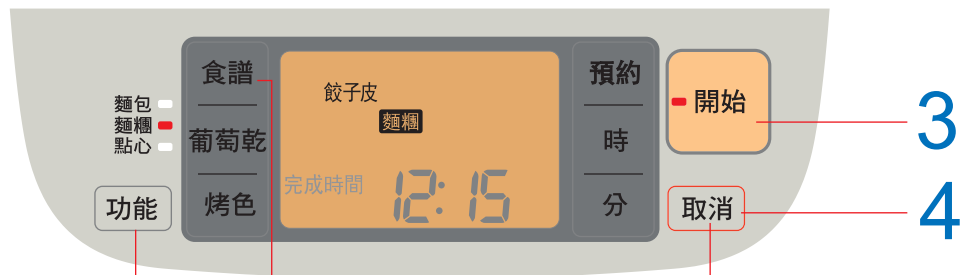 食譜
葡萄乾
烤色
麵包
麵糰
點心
功能
餃子皮
麵糰
完成時間
12:15
預約
時
分
開始
取消
3
4